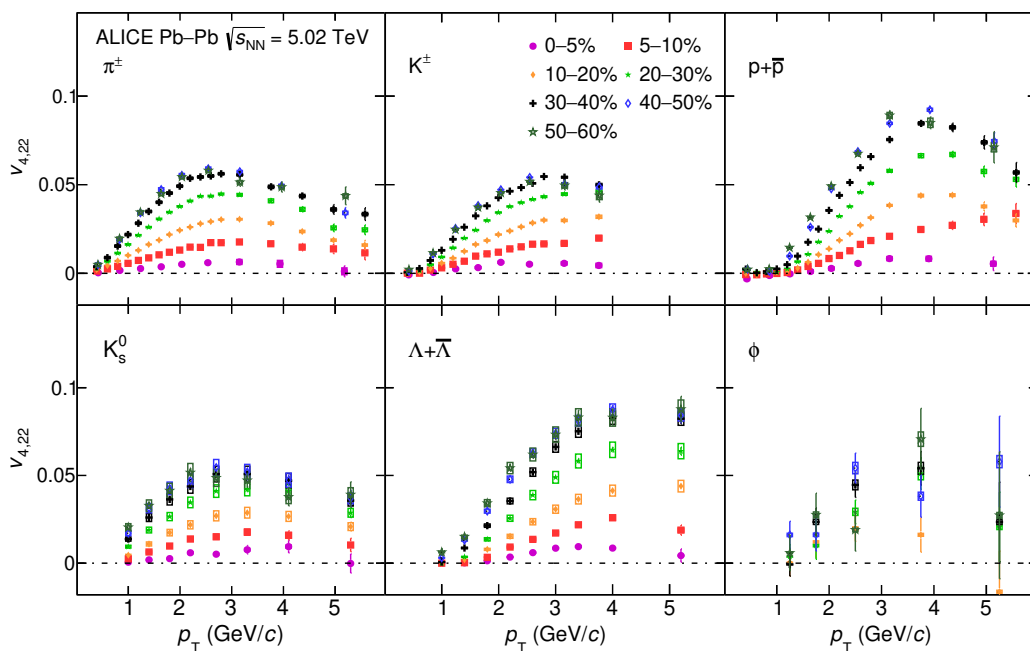 ALICE Pb–Pb √s_NN = 5.02 TeV
π±
K±
p+p̅
0–5%
5–10%
10–20%
20–30%
30–40%
40–50%
50–60%
0.1
0.05
0
v4,22
K0s
Λ+Λ̅
ϕ
0.1
0.05
0
v4,22
1 2 3 4 5
1 2 3 4 5
1 2 3 4 5
pT (GeV/c)
pT (GeV/c)
pT (GeV/c)